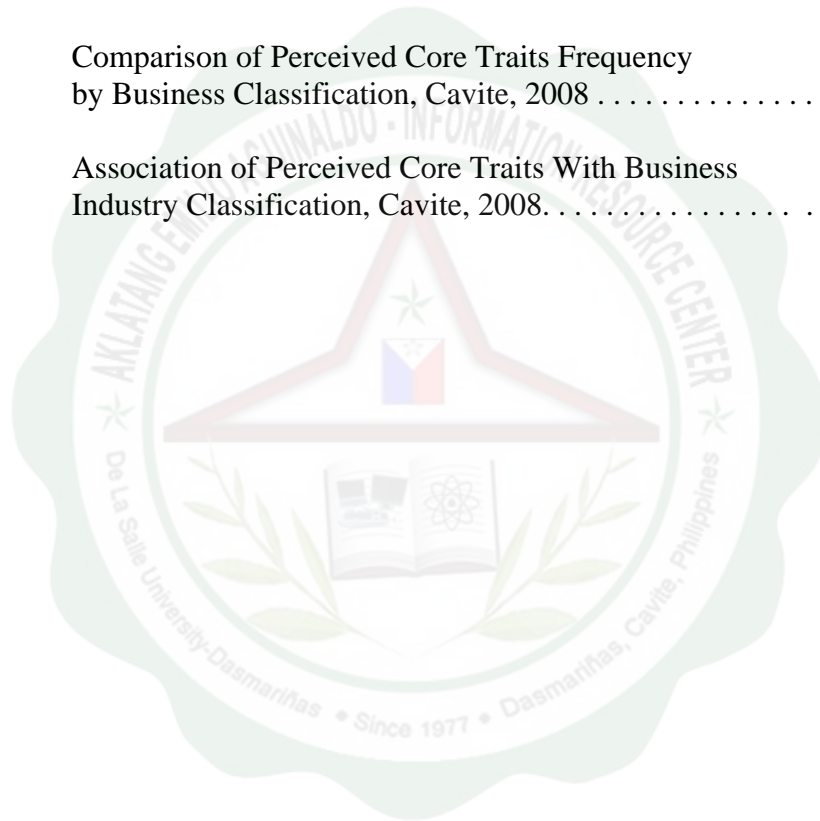 Comparison of Perceived Core Traits Frequency
by Business Classification, Cavite, 2008 . . . . . . . . . . . . . .
Association of Perceived Core Traits With Business
Industry Classification, Cavite, 2008. . . . . . . . . . . . . . . . . .
AKLATANG EMILIO AGUINALDO - INFORMATION RESOURCE CENTER
De La Salle University-Dasmariñas • Since 1977 • Dasmariñas, Cavite, Philippines